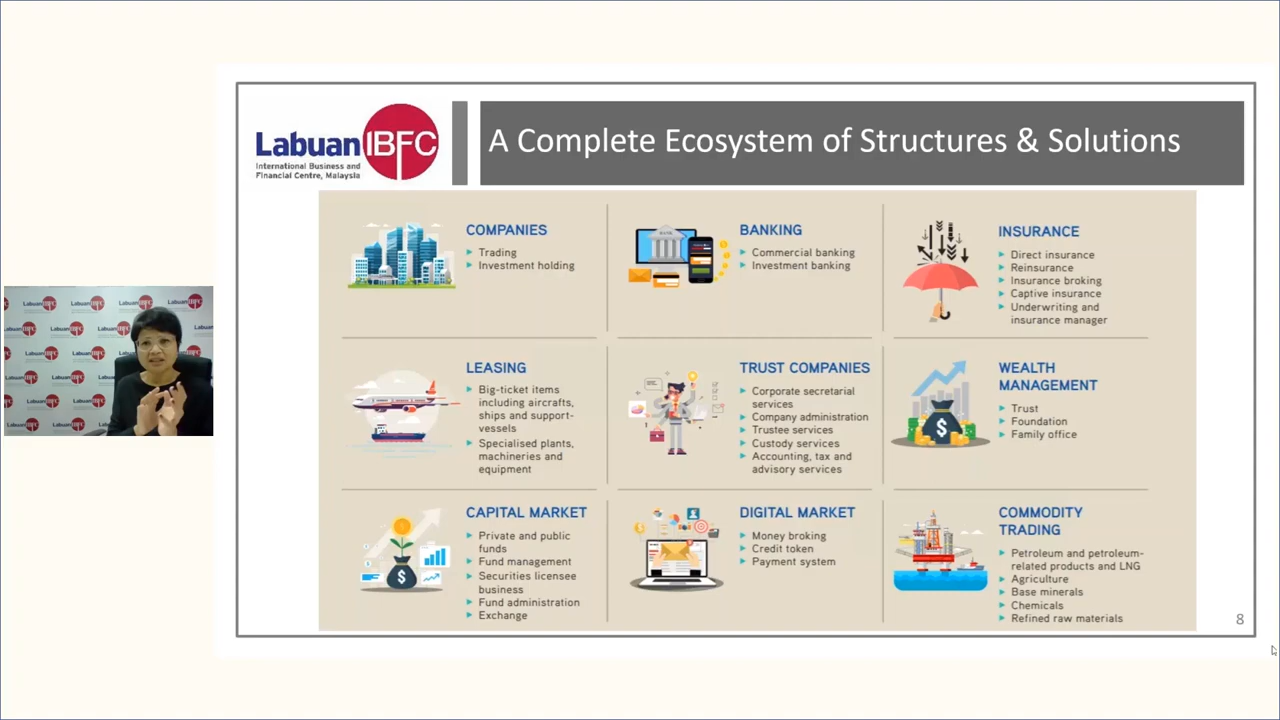 Labuan IBFC
International Business and
Financial Centre, Malaysia
A Complete Ecosystem of Structures & Solutions
COMPANIES
Trading
Investment holding
BANKING
Commercial banking
Investment banking
INSURANCE
Direct insurance
Reinsurance
Insurance broking
Captive insurance
Underwriting and
insurance manager
LEASING
Big-ticket items
including aircrafts,
ships and support-
vessels
Specialised plants,
machineries and
equipment
TRUST COMPANIES
Corporate secretarial
services
Company administration
Trustee services
Custody services
Accounting, tax and
advisory services
WEALTH
MANAGEMENT
Trust
Foundation
Family office
CAPITAL MARKET
Private and public
funds
Fund management
Securities licensee
business
Fund administration
Exchange
DIGITAL MARKET
Money broking
Credit token
Payment system
COMMODITY
TRADING
Petroleum and petroleum-
related products and LNG
Agriculture
Base minerals
Chemicals
Refined raw materials
8